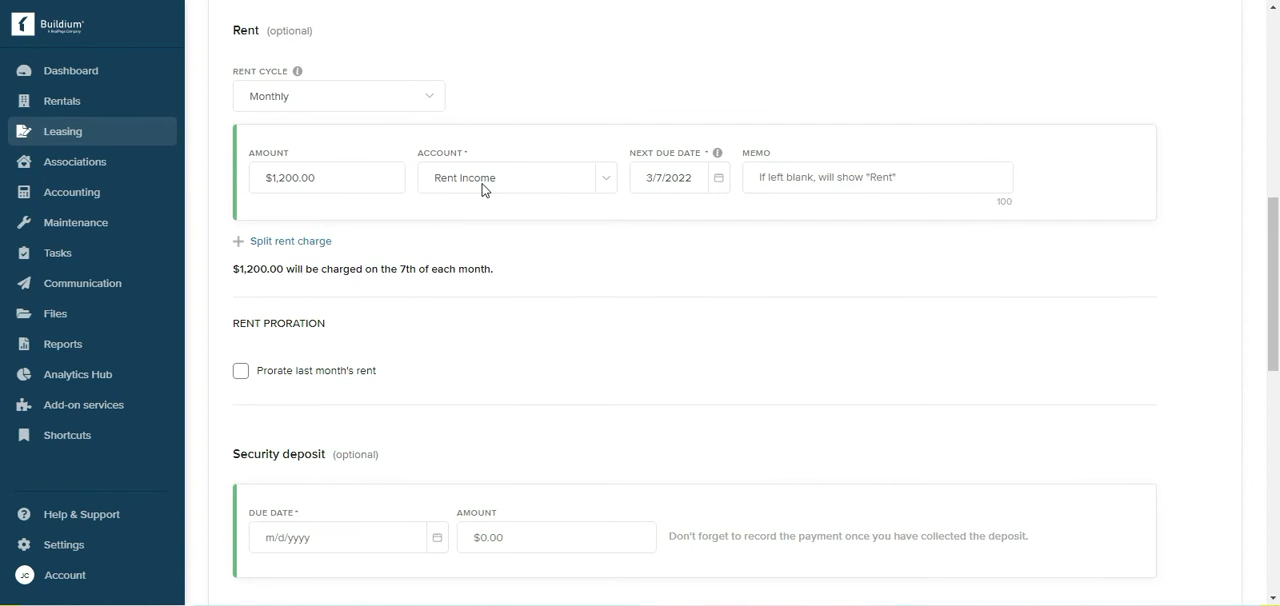 Buildium®
A RealPage Company
Dashboard
Rentals
Leasing
Associations
Accounting
Maintenance
Tasks
Communication
Files
Reports
Analytics Hub
Add-on services
Shortcuts
Help & Support
Settings
JC Account
Rent (optional)
RENT CYCLE
Monthly
AMOUNT ACCOUNT* NEXT DUE DATE * MEMO
$1,200.00 Rent Income 3/7/2022 If left blank, will show "Rent"
100
Split rent charge
$1,200.00 will be charged on the 7th of each month.
RENT PRORATION
Prorate last month's rent
Security deposit (optional)
DUE DATE* AMOUNT
m/d/yyyy $0.00 Don't forget to record the payment once you have collected the deposit.